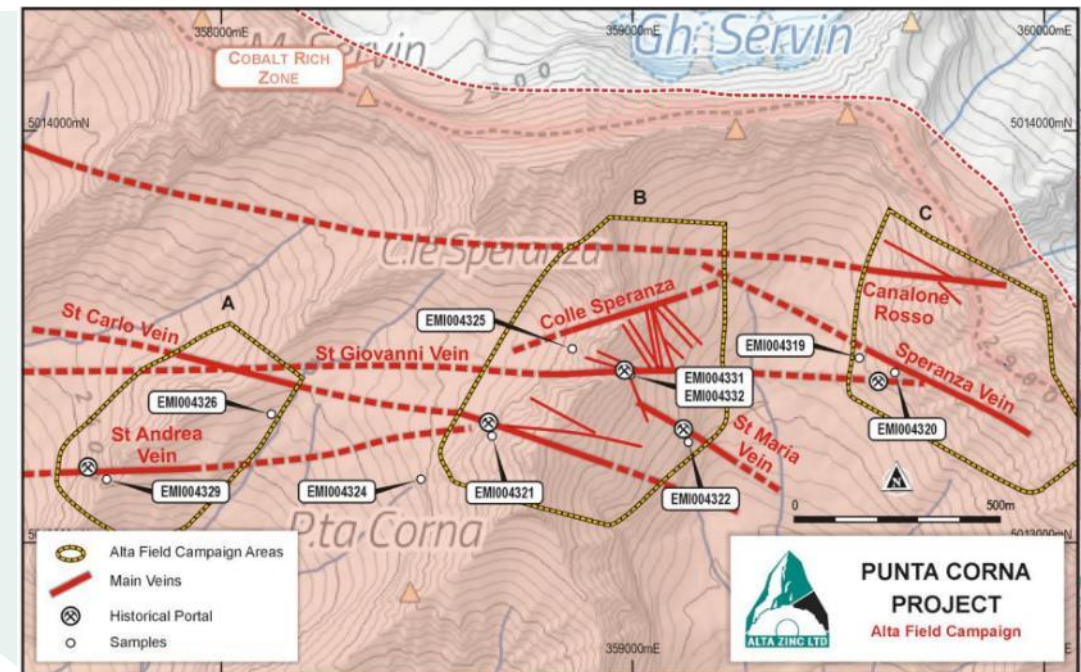 358000mE
359000mE
360000mE
M. Servin
Gh. Servin
COBALT RICH
ZONE
2300
5014000mN
5014000mN
A
B
C
C.le Speranza
St Carlo Vein
St Giovanni Vein
Colle Speranza
Canalone
Rosso
Speranza Vein
EMI004325
EMI004319
EMI004331
EMI004332
EMI004326
EMI004320
St Andrea
Vein
St Maria
Vein
EMI004329
EMI004324
EMI004321
EMI004322
N
0
500m
P.ta Corna
5013000mN
Alta Field Campaign Areas
Main Veins
Historical Portal
Samples
359000mE
PUNTA CORNA
PROJECT
Alta Field Campaign
ALTA ZINC LTD